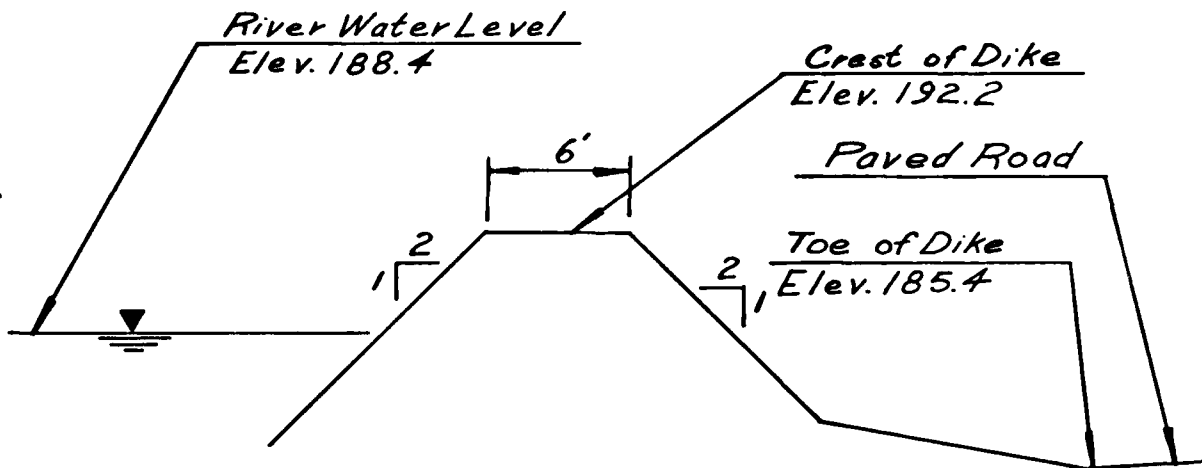 River Water Level
Elev. 188.4
Crest of Dike
Elev. 192.2
6'
Paved Road
2
1
Toe of Dike
Elev. 185.4
2
1